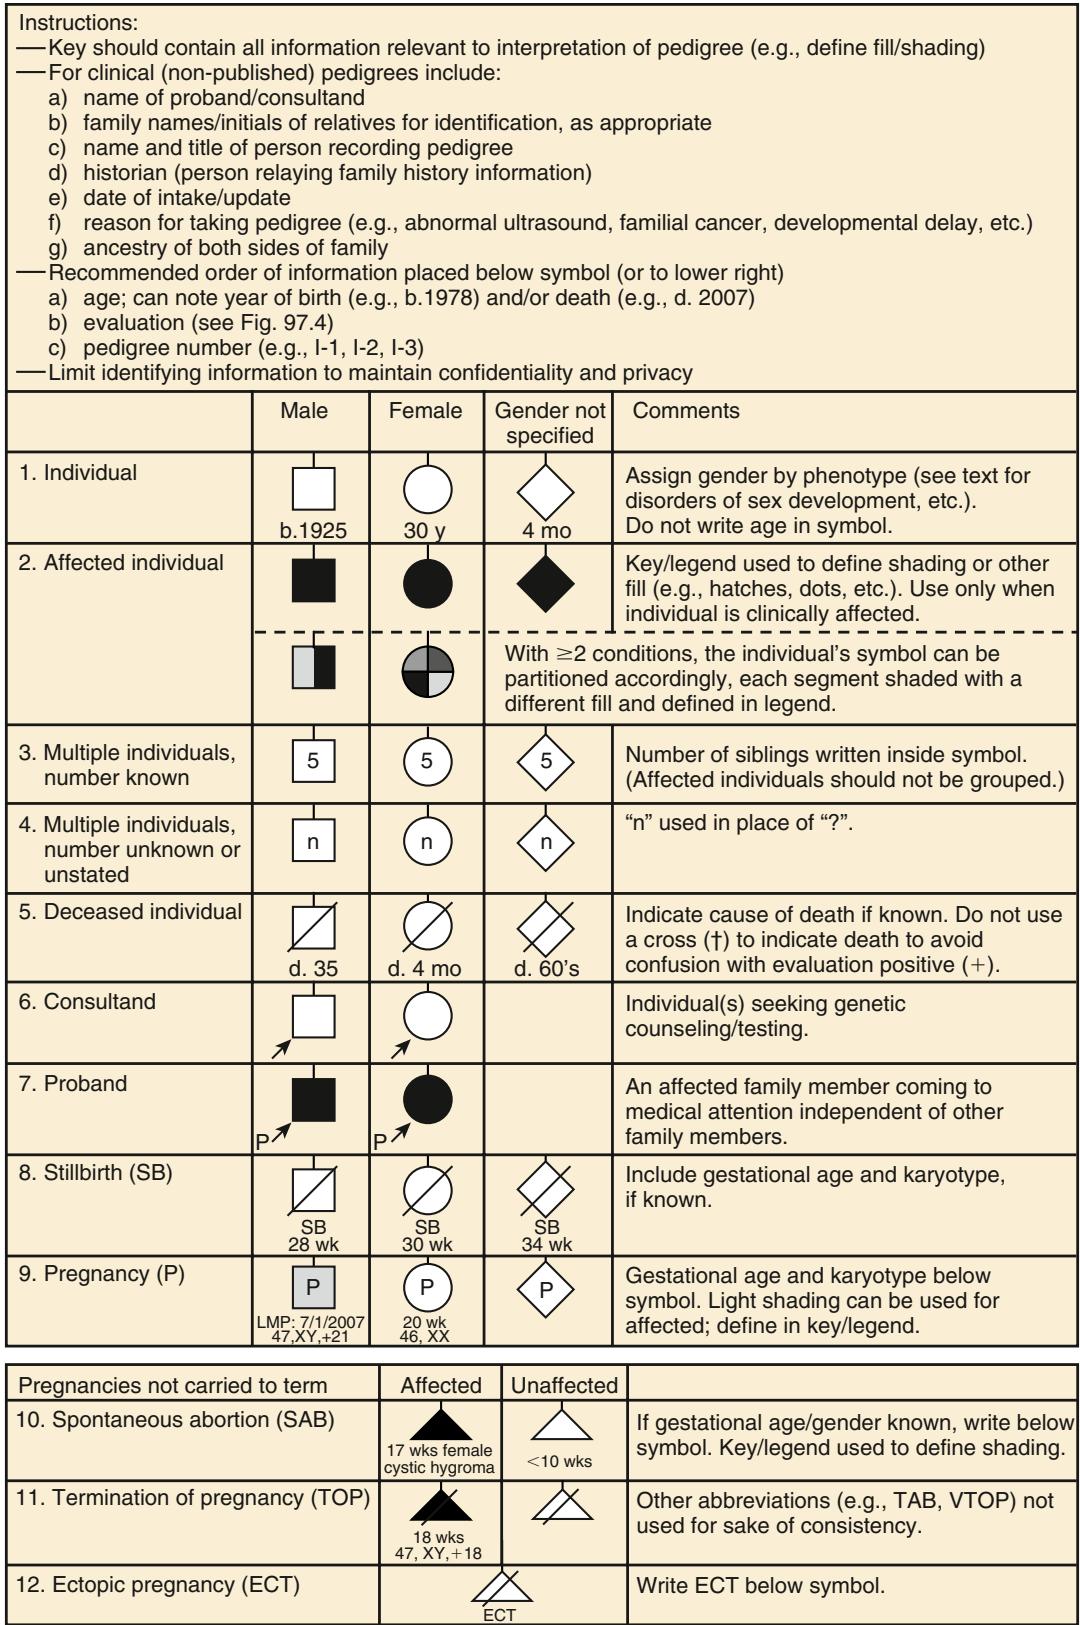 Instructions:
—Key should contain all information relevant to interpretation of pedigree (e.g., define fill/shading)
—For clinical (non-published) pedigrees include:
a) name of proband/consultand
b) family names/initials of relatives for identification, as appropriate
c) name and title of person recording pedigree
d) historian (person relaying family history information)
e) date of intake/update
f) reason for taking pedigree (e.g., abnormal ultrasound, familial cancer, developmental delay, etc.)
g) ancestry of both sides of family
—Recommended order of information placed below symbol (or to lower right)
a) age; can note year of birth (e.g., b.1978) and/or death (e.g., d. 2007)
b) evaluation (see Fig. 97.4)
c) pedigree number (e.g., I-1, I-2, I-3)
—Limit identifying information to maintain confidentiality and privacy
Male
Female
Gender not
specified
Comments
1. Individual
b.1925
30 y
4 mo
Assign gender by phenotype (see text for
disorders of sex development, etc.).
Do not write age in symbol.
2. Affected individual
Key/legend used to define shading or other
fill (e.g., hatches, dots, etc.). Use only when
individual is clinically affected.
With ≥2 conditions, the individual's symbol can be
partitioned accordingly, each segment shaded with a
different fill and defined in legend.
3. Multiple individuals,
number known
5
5
5
Number of siblings written inside symbol.
(Affected individuals should not be grouped.)
4. Multiple individuals,
number unknown or
unstated
n
n
n
“n” used in place of “?”.
5. Deceased individual
d. 35
d. 4 mo
d. 60's
Indicate cause of death if known. Do not use
a cross (†) to indicate death to avoid
confusion with evaluation positive (+).
6. Consultand
Individual(s) seeking genetic
counseling/testing.
7. Proband
P
P
An affected family member coming to
medical attention independent of other
family members.
8. Stillbirth (SB)
SB
28 wk
SB
30 wk
SB
34 wk
Include gestational age and karyotype,
if known.
9. Pregnancy (P)
P
LMP: 7/1/2007
47,XY,+21
P
20 wk
46, XX
P
Gestational age and karyotype below
symbol. Light shading can be used for
affected; define in key/legend.
Pregnancies not carried to term
Affected
Unaffected
10. Spontaneous abortion (SAB)
17 wks female
cystic hygroma
<10 wks
If gestational age/gender known, write below
symbol. Key/legend used to define shading.
11. Termination of pregnancy (TOP)
18 wks
47, XY,+18
Other abbreviations (e.g., TAB, VTOP) not
used for sake of consistency.
12. Ectopic pregnancy (ECT)
ECT
Write ECT below symbol.